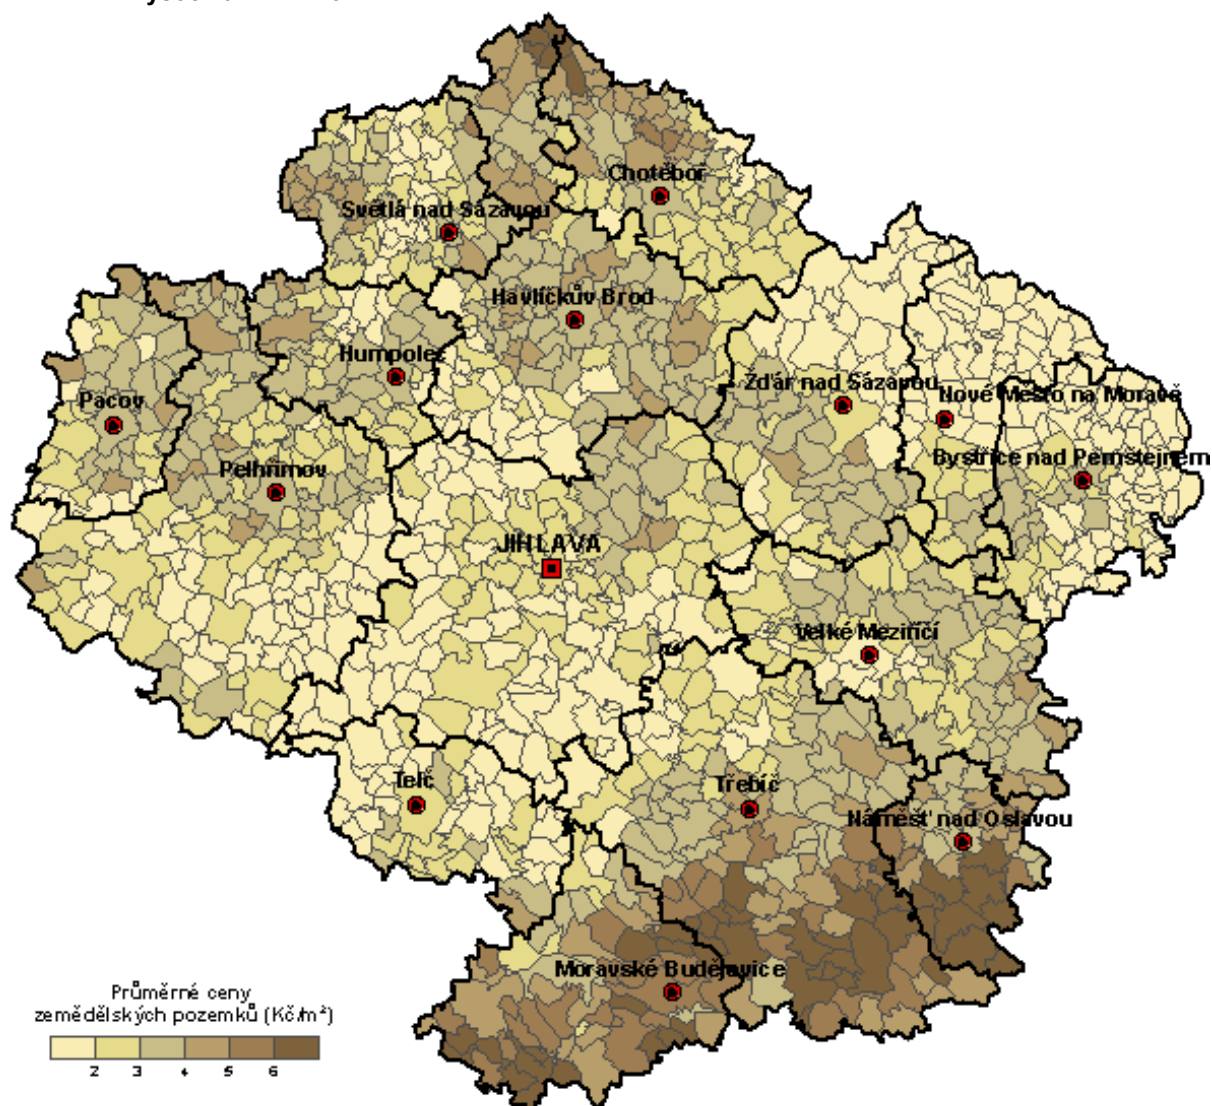 Chotěboř
Světlá nad Sázavou
Havlíčkův Brod
Humpolec
Žďár nad Sázavou
Nové Město na Moravě
Pacov
Bystřice nad Pernštejnem
Pelhřimov
JIHLAVA
Velké Meziříčí
Telč
Třebíč
Náměšť nad Oslavou
Moravské Budějovice
Průměrné ceny
zemědělských pozemků (Kč/m²)
2 3 4 5 6